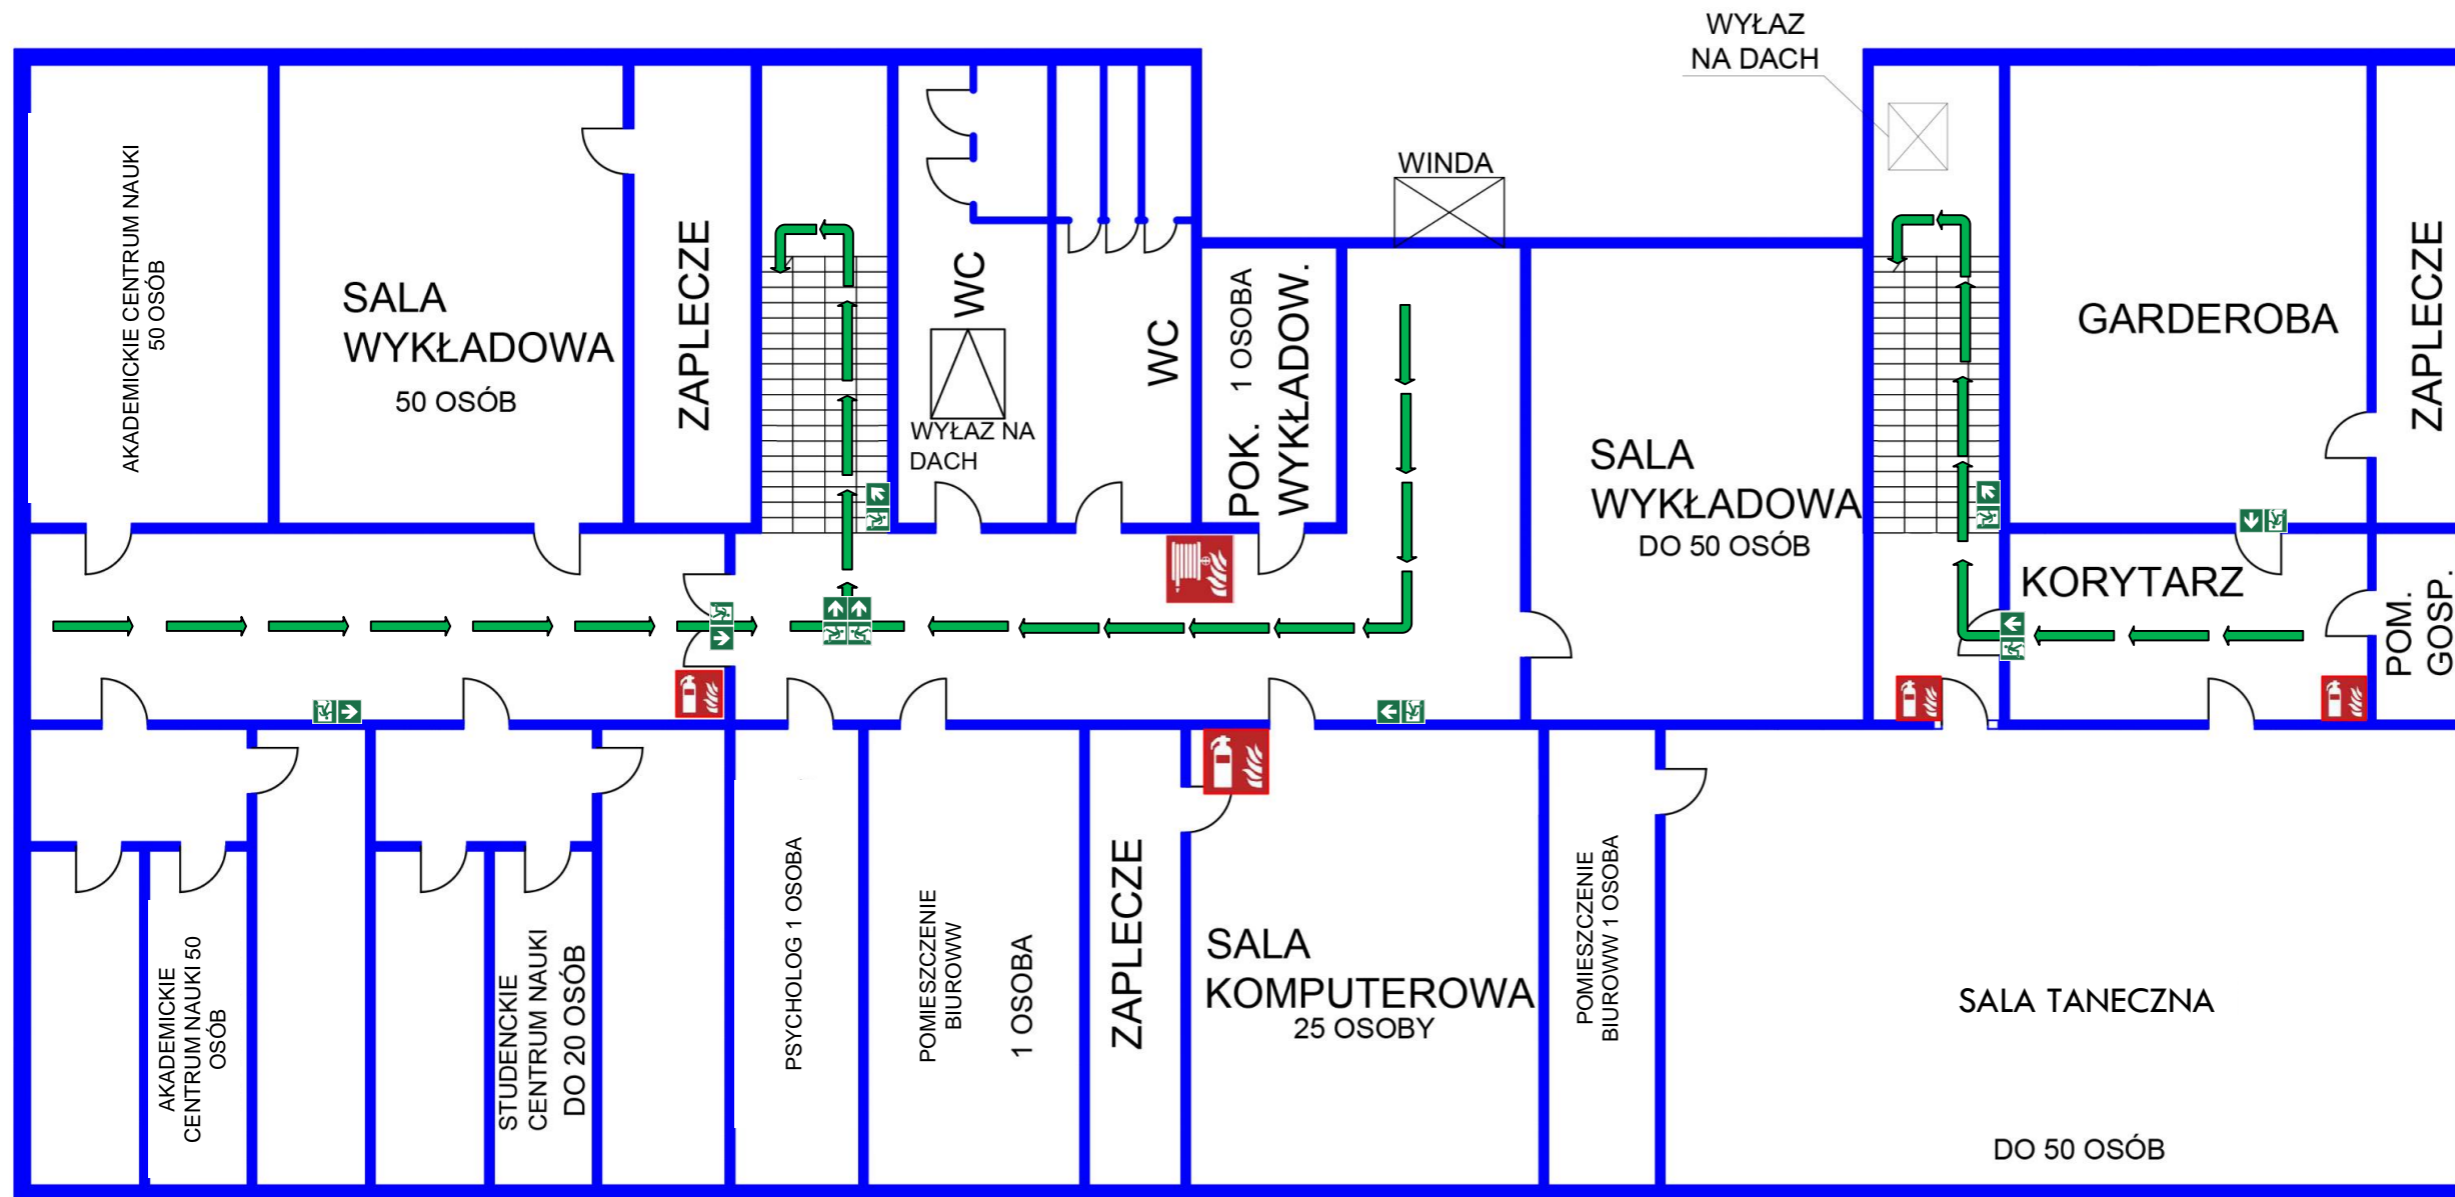 WYŁAZ
NA DACH
WINDA
AKADEMICKIE CENTRUM NAUKI
50 OSÓB
SALA
WYKŁADOWA
50 OSÓB
ZAPLECZE
WC
WYŁAZ NA
DACH
WC
POK. 1 OSOBA
WYKŁADOW.
SALA
WYKŁADOWA
DO 50 OSÓB
GARDEROBA
ZAPLECZE
KORYTARZ
POM.
GOSP.
AKADEMICKIE
CENTRUM NAUKI 50
OSÓB
STUDENCKIE
CENTRUM NAUKI
DO 20 OSÓB
PSYCHOLOG 1 OSOBA
POMIESZCZENIE
BIUROWW
1 OSOBA
ZAPLECZE
SALA
KOMPUTEROWA
25 OSOBY
POMIESZCZENIE
BIUROWW 1 OSOBA
SALA TANECZNA
DO 50 OSÓB